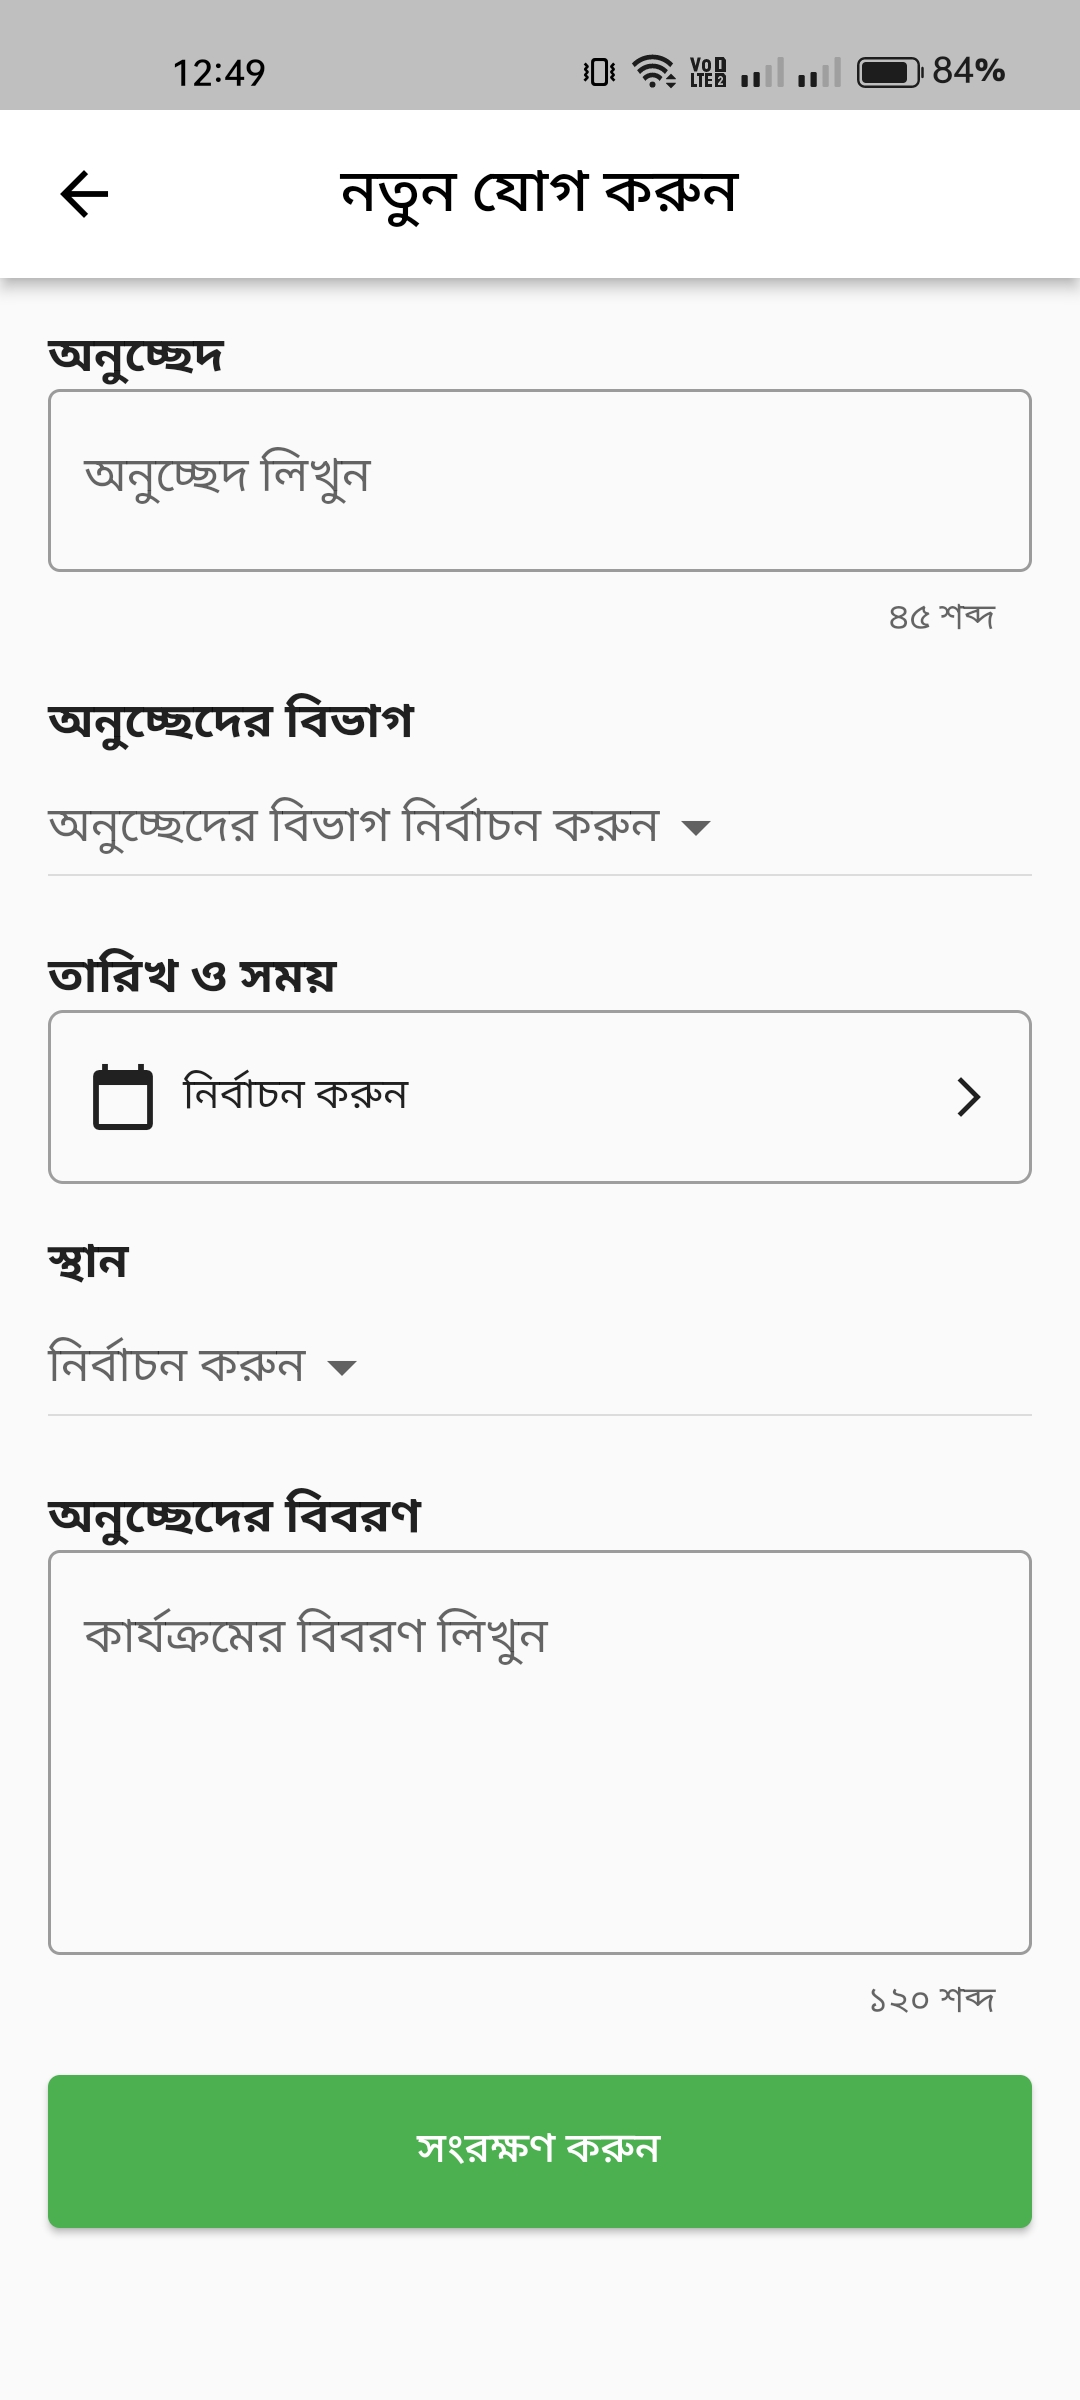 12:49 VoD LTE2 84%
নতুন যোগ করুন
অনুচ্ছেদ
অনুচ্ছেদ লিখুন
৪৫ শব্দ
অনুচ্ছেদের বিভাগ
অনুচ্ছেদের বিভাগ নির্বাচন করুন
তারিখ ও সময়
নির্বাচন করুন
স্থান
নির্বাচন করুন
অনুচ্ছেদের বিবরণ
কার্যক্রমের বিবরণ লিখুন
১২০ শব্দ
সংরক্ষণ করুন